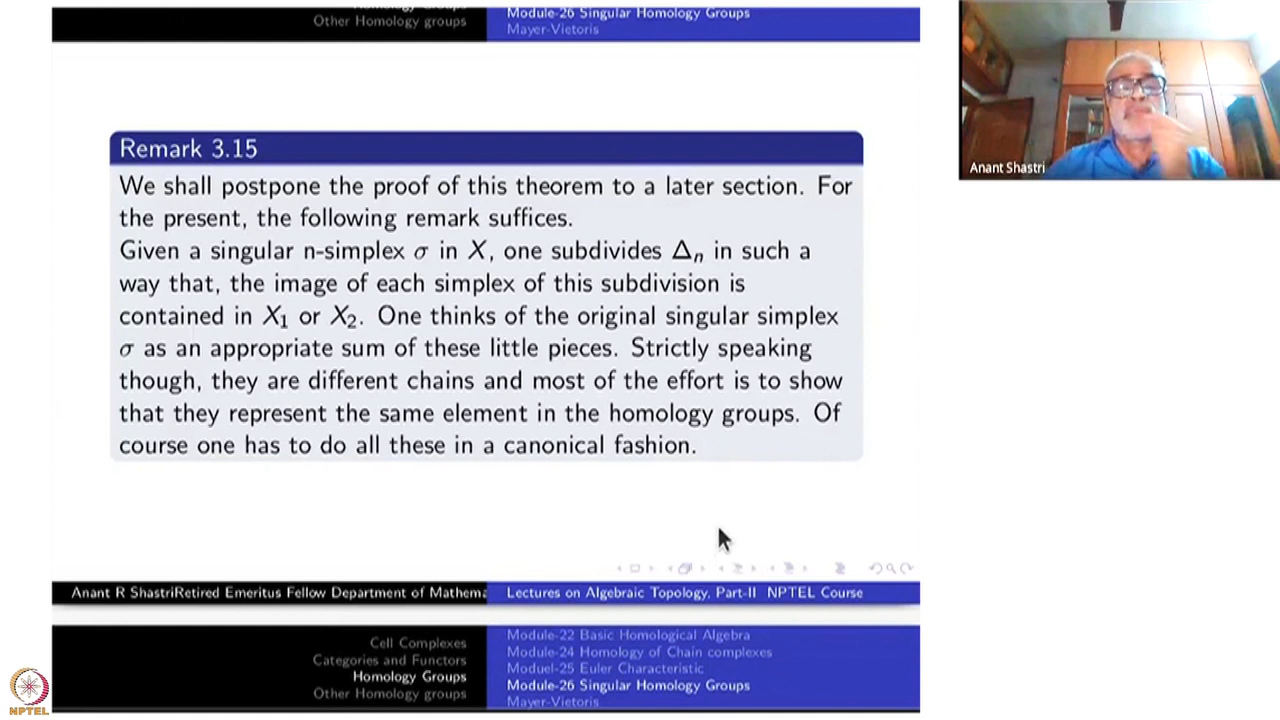 Other Homology groups
Module-26 Singular Homology Groups
Mayer-Vietoris
Remark 3.15
We shall postpone the proof of this theorem to a later section. For
the present, the following remark suffices.
Given a singular n-simplex σ in X, one subdivides Δn in such a
way that, the image of each simplex of this subdivision is
contained in X1 or X2. One thinks of the original singular simplex
σ as an appropriate sum of these little pieces. Strictly speaking
though, they are different chains and most of the effort is to show
that they represent the same element in the homology groups. Of
course one has to do all these in a canonical fashion.
Anant Shastri
Anant R ShastriRetired Emeritus Fellow Department of Mathema
Lectures on Algebraic Topology, Part-II NPTEL Course
Cell Complexes
Categories and Functors
Homology Groups
Other Homology groups
Module-22 Basic Homological Algebra
Module-24 Homology of Chain complexes
Moduel-25 Euler Characteristic
Module-26 Singular Homology Groups
Mayer-Vietoris
NPTEL